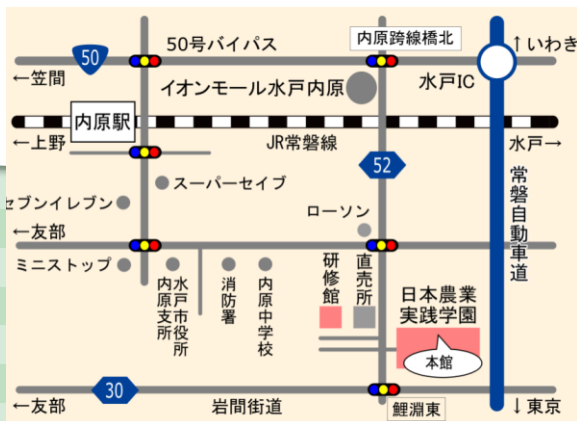 50号バイパス
内原跨線橋北
↑いわき
50
←笠間
イオンモール水戸内原
水戸IC
内原駅
←上野
JR常磐線
水戸→
52
常磐自動車道
スーパーセイブ
セブンイレブン
ローソン
←友部
ミニストップ
水戸市役所
内原支所
消防署
内原中学校
研修館
直売所
日本農業
実践学園
本館
30
←友部
岩間街道
鯉淵東
↓東京